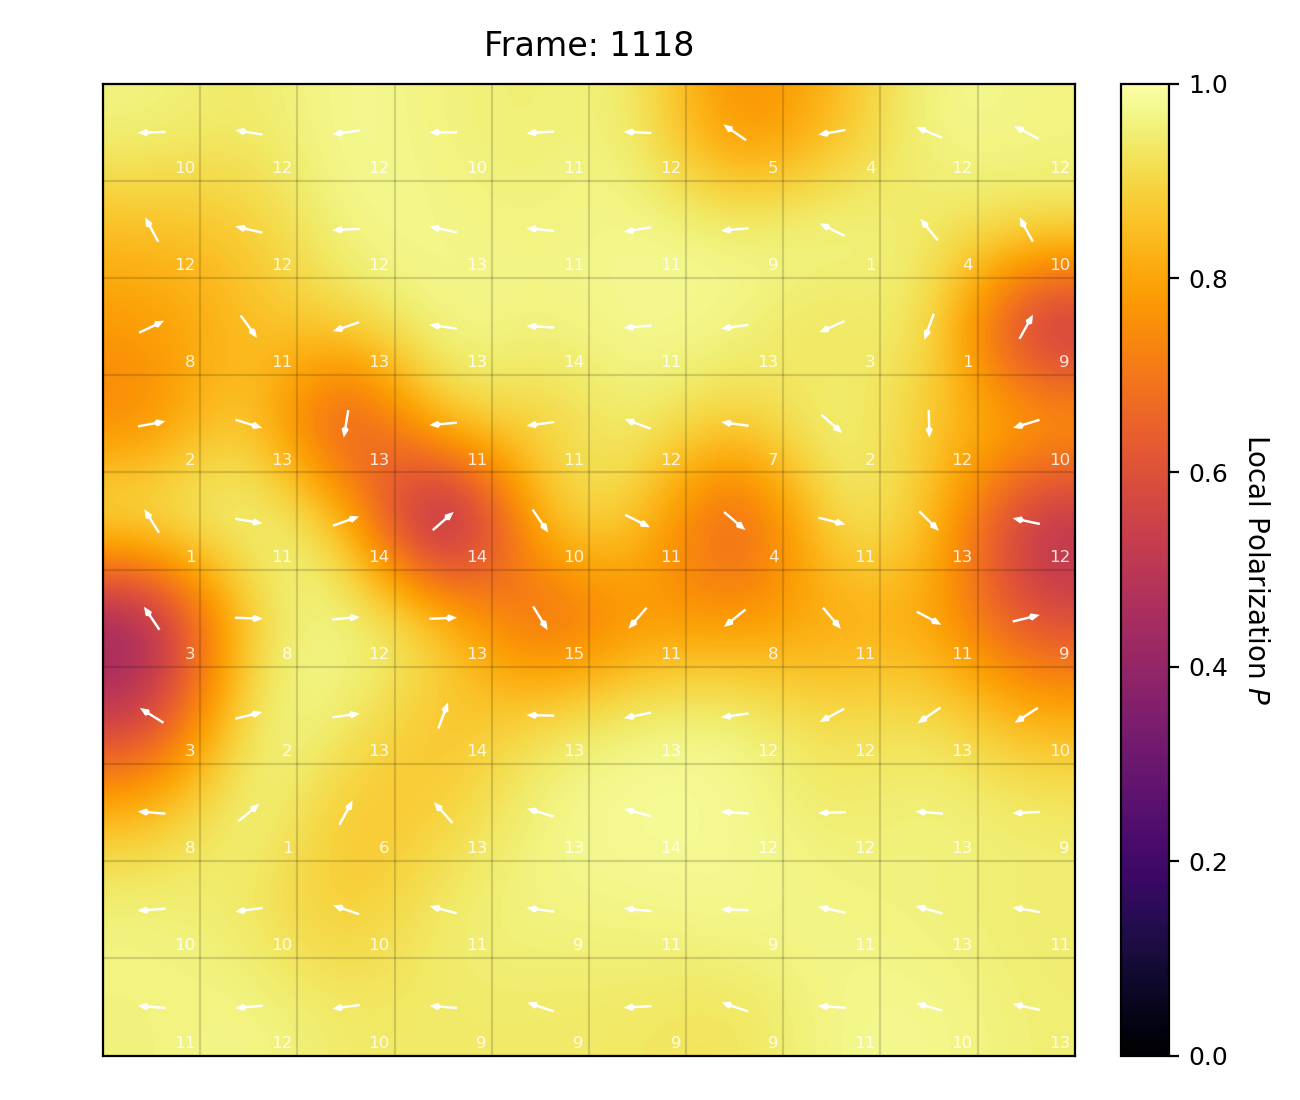 Frame: 1118
10 12 12 10 11 12 5 4 12 12
12 12 12 13 11 11 9 1 4 10
8 11 13 13 14 11 13 3 1 9
2 13 13 11 11 12 7 2 12 10
1 11 14 14 10 11 4 11 13 12
3 8 12 13 15 11 8 11 11 9
3 2 13 14 13 13 12 12 13 10
8 1 6 13 13 14 12 12 13 9
10 10 10 11 9 11 9 11 13 11
11 12 10 9 9 9 9 11 10 13
1.0
0.8
0.6
0.4
0.2
0.0
Local Polarization P